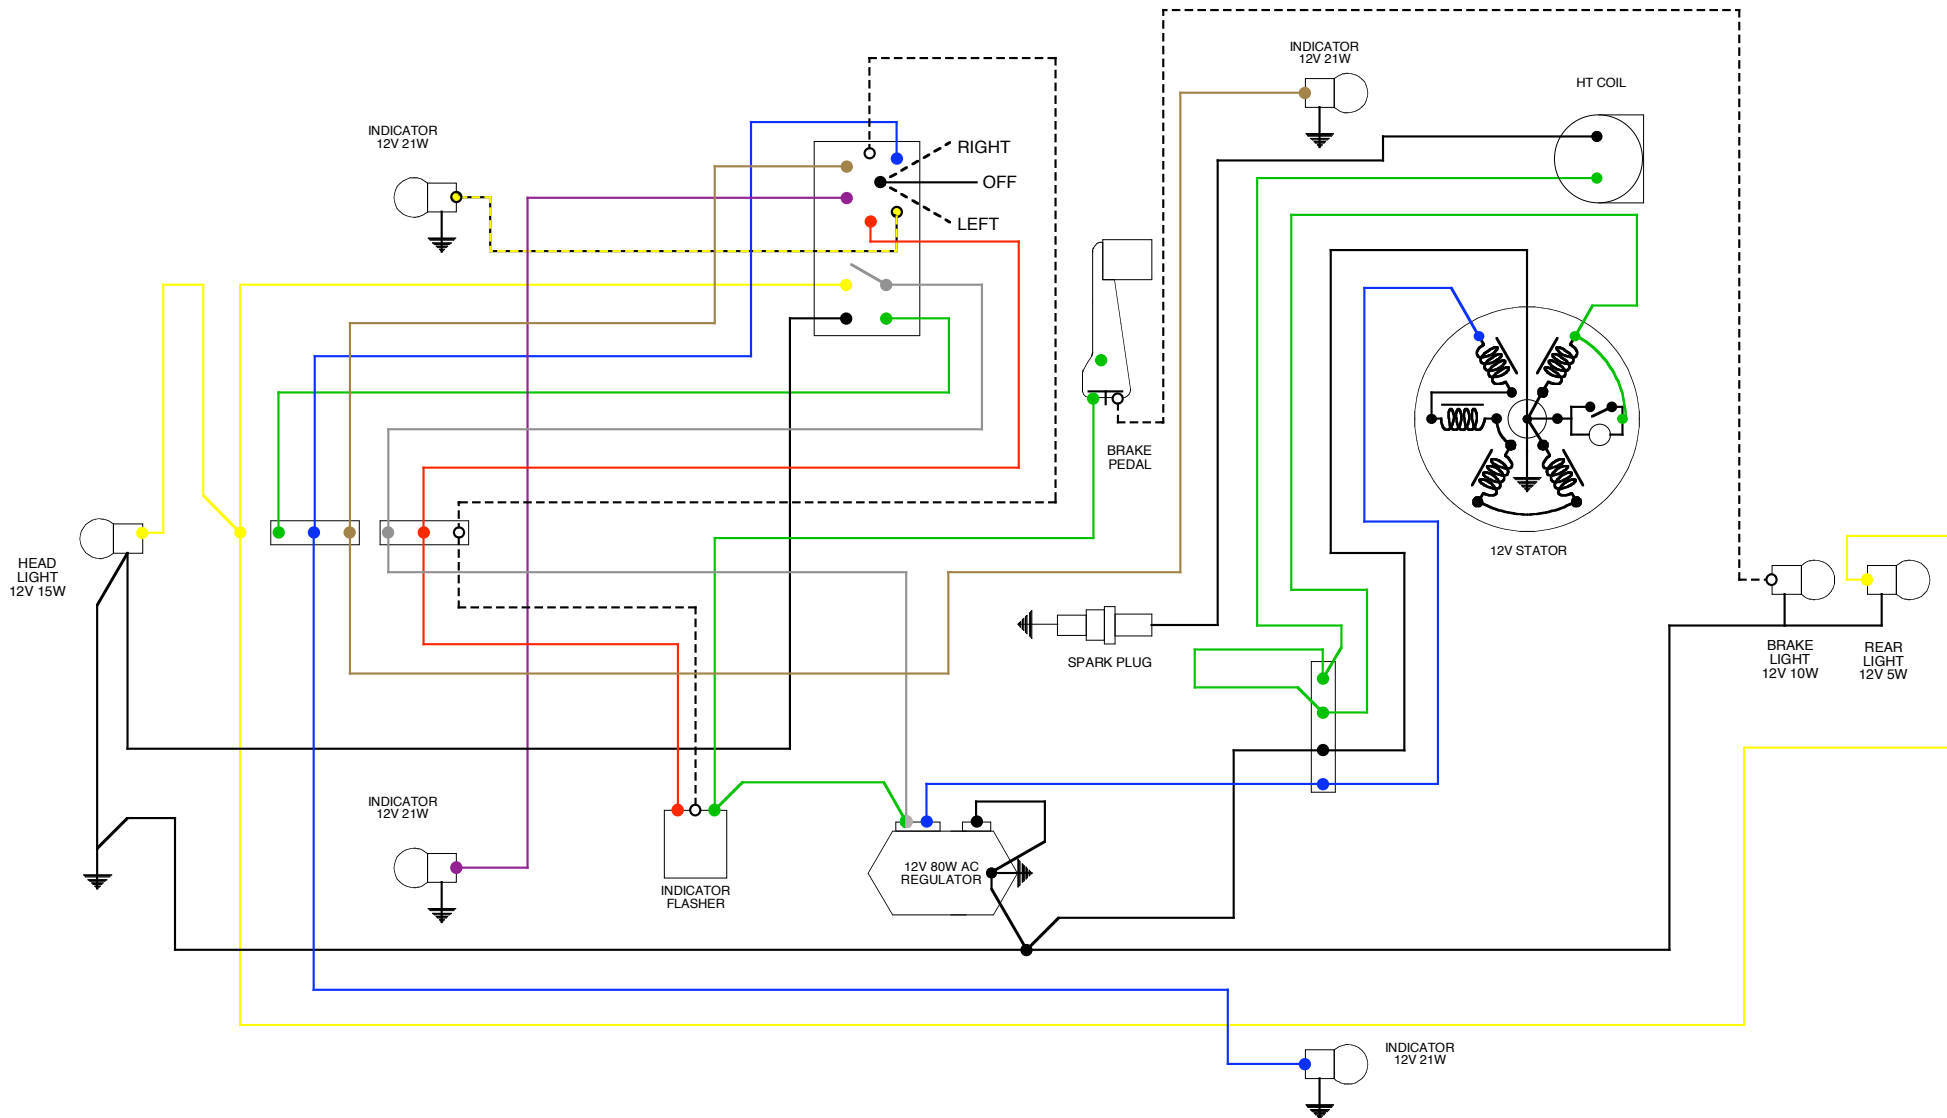 INDICATOR
12V 21W
HT COIL
INDICATOR
12V 21W
RIGHT
OFF
LEFT
BRAKE
PEDAL
12V STATOR
HEAD
LIGHT
12V 15W
SPARK PLUG
BRAKE
LIGHT
12V 10W
REAR
LIGHT
12V 5W
INDICATOR
12V 21W
INDICATOR
FLASHER
12V 80W AC
REGULATOR
INDICATOR
12V 21W